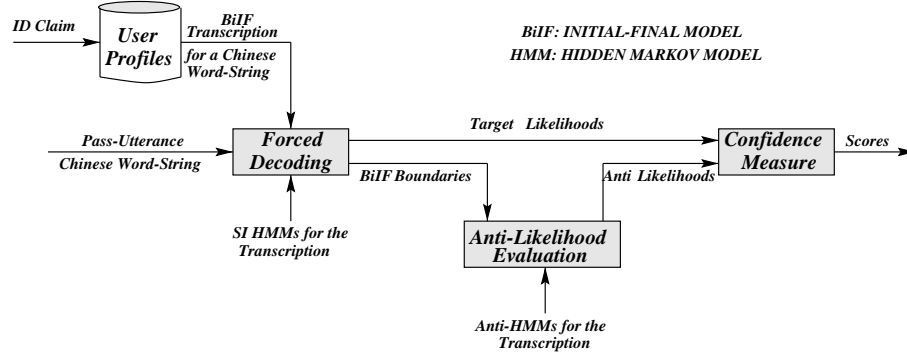 ID Claim
User
Profiles
BiIF
Transcription
for a Chinese
Word-String
BiIF: INITIAL-FINAL MODEL
HMM: HIDDEN MARKOV MODEL
Pass-Utterance
Chinese Word-String
Forced
Decoding
Target Likelihoods
BiIF Boundaries
Anti Likelihoods
Confidence
Measure
Scores
SI HMMs for the
Transcription
Anti-Likelihood
Evaluation
Anti-HMMs for the
Transcription